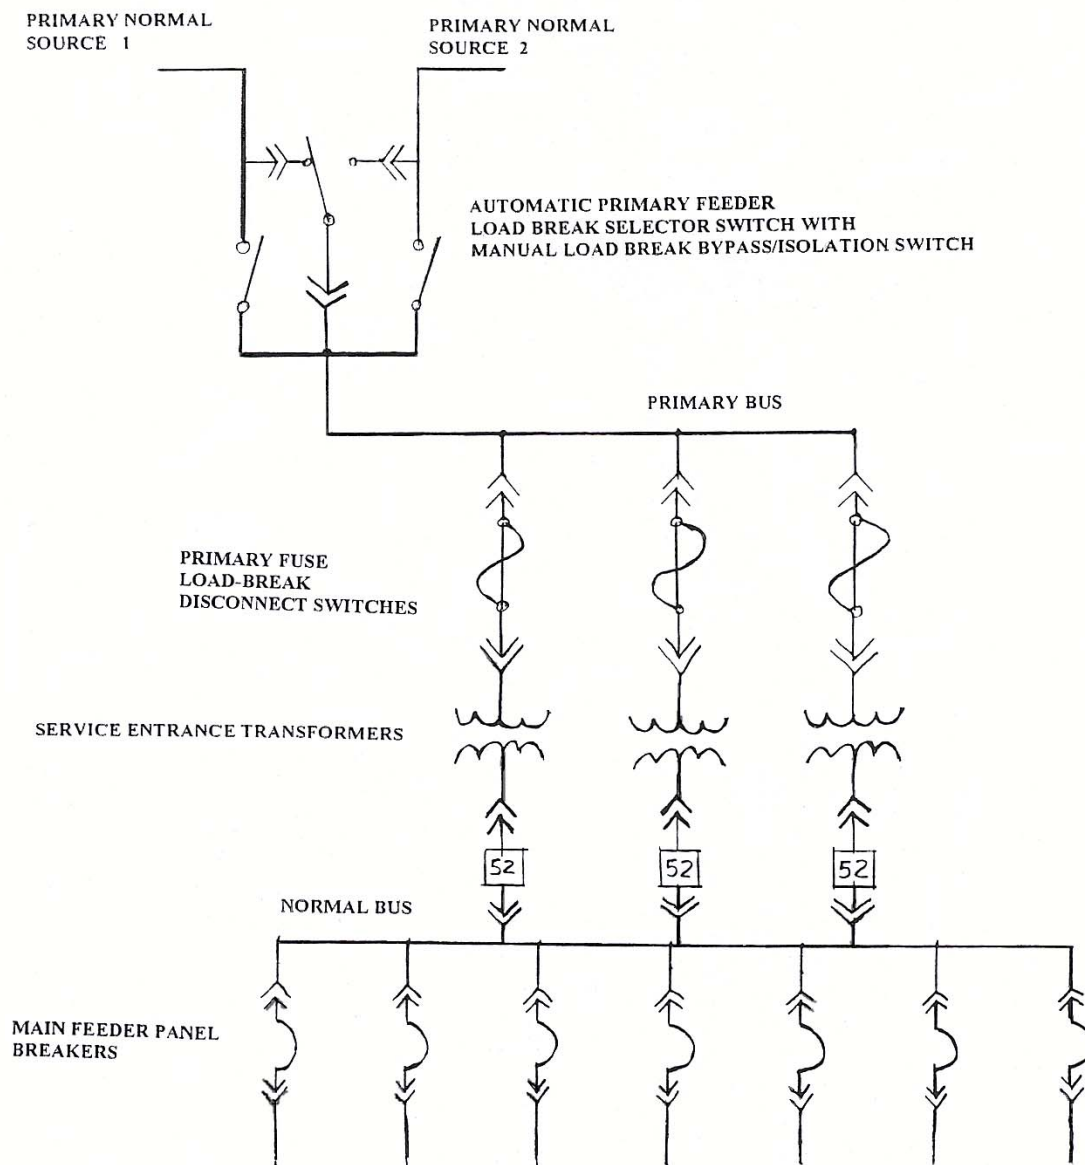 PRIMARY NORMAL
SOURCE 1
PRIMARY NORMAL
SOURCE 2
AUTOMATIC PRIMARY FEEDER
LOAD BREAK SELECTOR SWITCH WITH
MANUAL LOAD BREAK BYPASS/ISOLATION SWITCH
PRIMARY BUS
PRIMARY FUSE
LOAD-BREAK
DISCONNECT SWITCHES
SERVICE ENTRANCE TRANSFORMERS
52 52 52
NORMAL BUS
MAIN FEEDER PANEL
BREAKERS